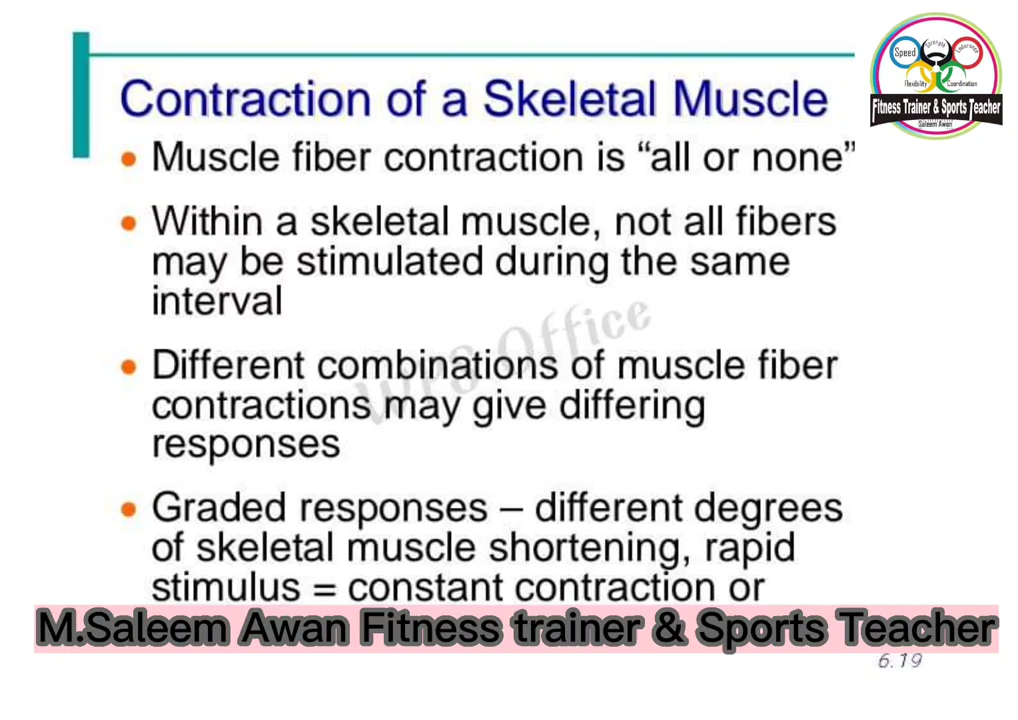 Contraction of a Skeletal Muscle
Speed
Strength
Endurance
Flexibility
Coordination
Fitness Trainer & Sports Teacher
Saleem Awan
• Muscle fiber contraction is “all or none”
• Within a skeletal muscle, not all fibers
may be stimulated during the same
interval
• Different combinations of muscle fiber
contractions may give differing
responses
• Graded responses – different degrees
of skeletal muscle shortening, rapid
stimulus = constant contraction or
WPS Office
M.Saleem Awan Fitness trainer & Sports Teacher
6.19